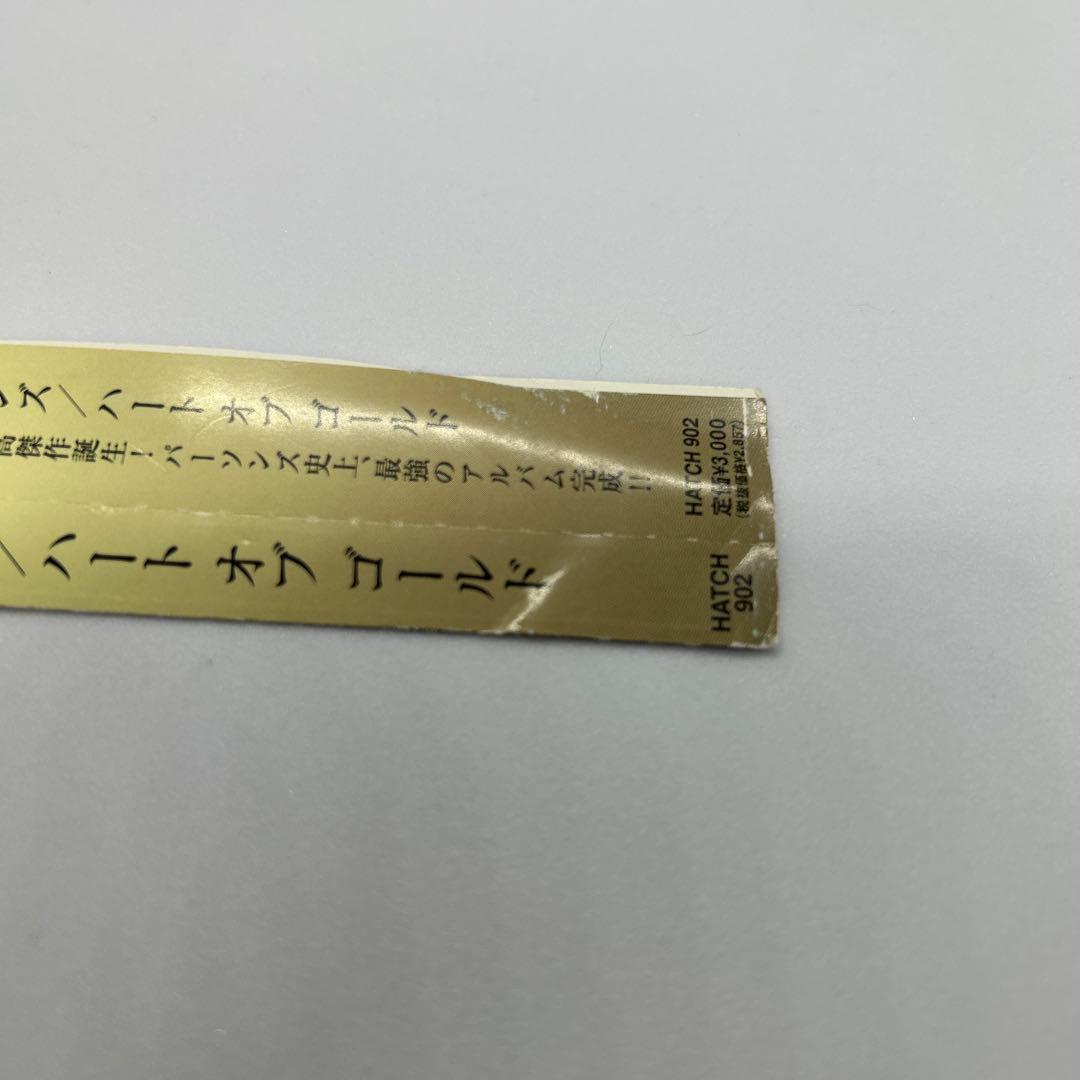 ンズ／ハート オブ ゴールド
高傑作誕生！パーソンズ史上、最強のアルバム完成！！
HATCH 902
定価¥3,000
(税抜価格¥2,857)
／ハート オブ ゴールド
HATCH
902